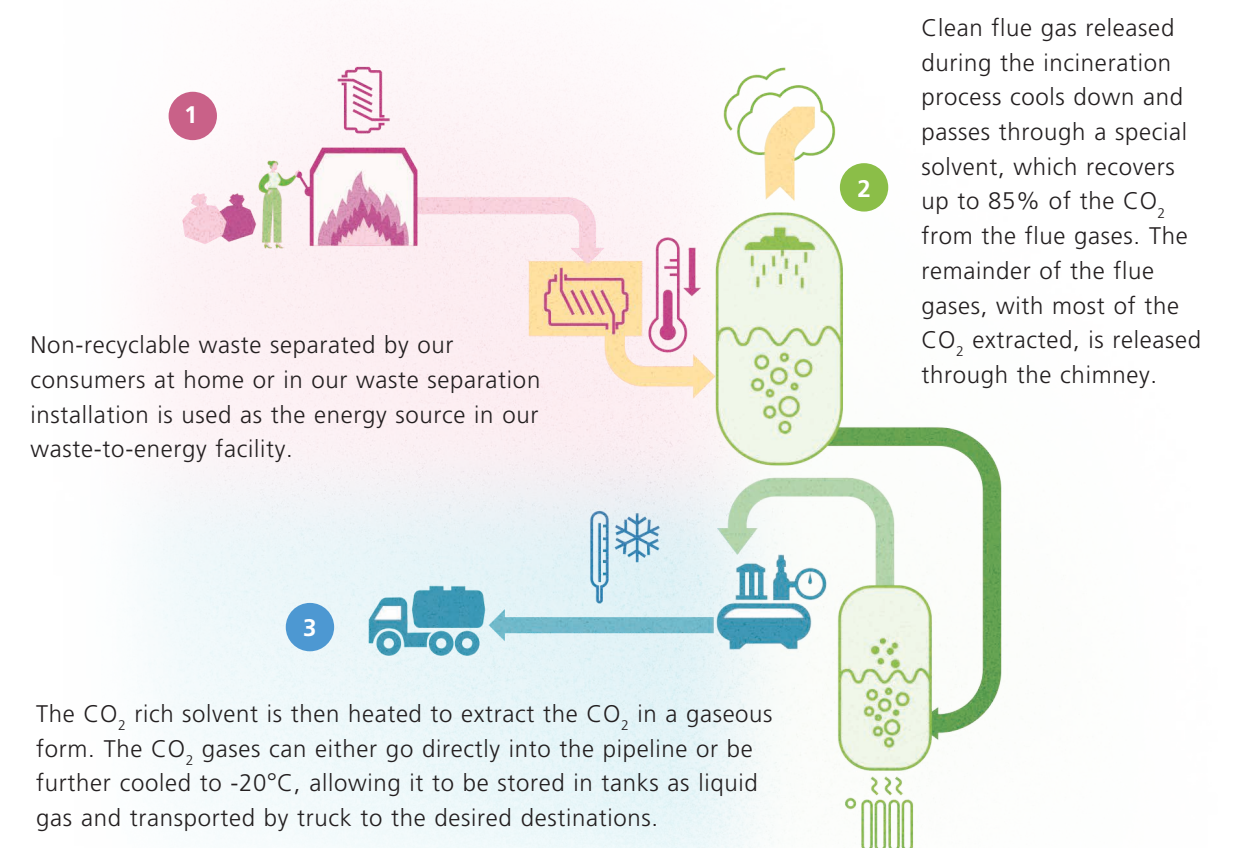 1
Non-recyclable waste separated by our
consumers at home or in our waste separation
installation is used as the energy source in our
waste-to-energy facility.
2
Clean flue gas released
during the incineration
process cools down and
passes through a special
solvent, which recovers
up to 85% of the CO₂
from the flue gases. The
remainder of the flue
gases, with most of the
CO₂ extracted, is released
through the chimney.
3
The CO₂ rich solvent is then heated to extract the CO₂ in a gaseous
form. The CO₂ gases can either go directly into the pipeline or be
further cooled to -20°C, allowing it to be stored in tanks as liquid
gas and transported by truck to the desired destinations.